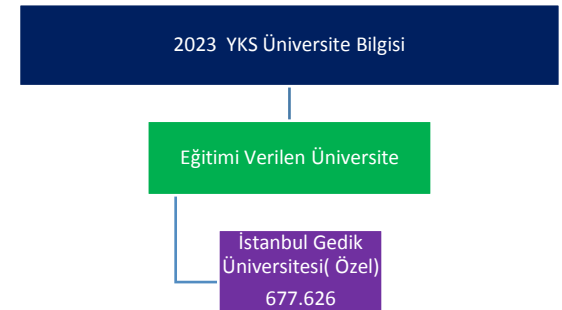 2023 YKS Üniversite Bilgisi
Eğitimi Verilen Üniversite
İstanbul Gedik
Üniversitesi( Özel)
677.626